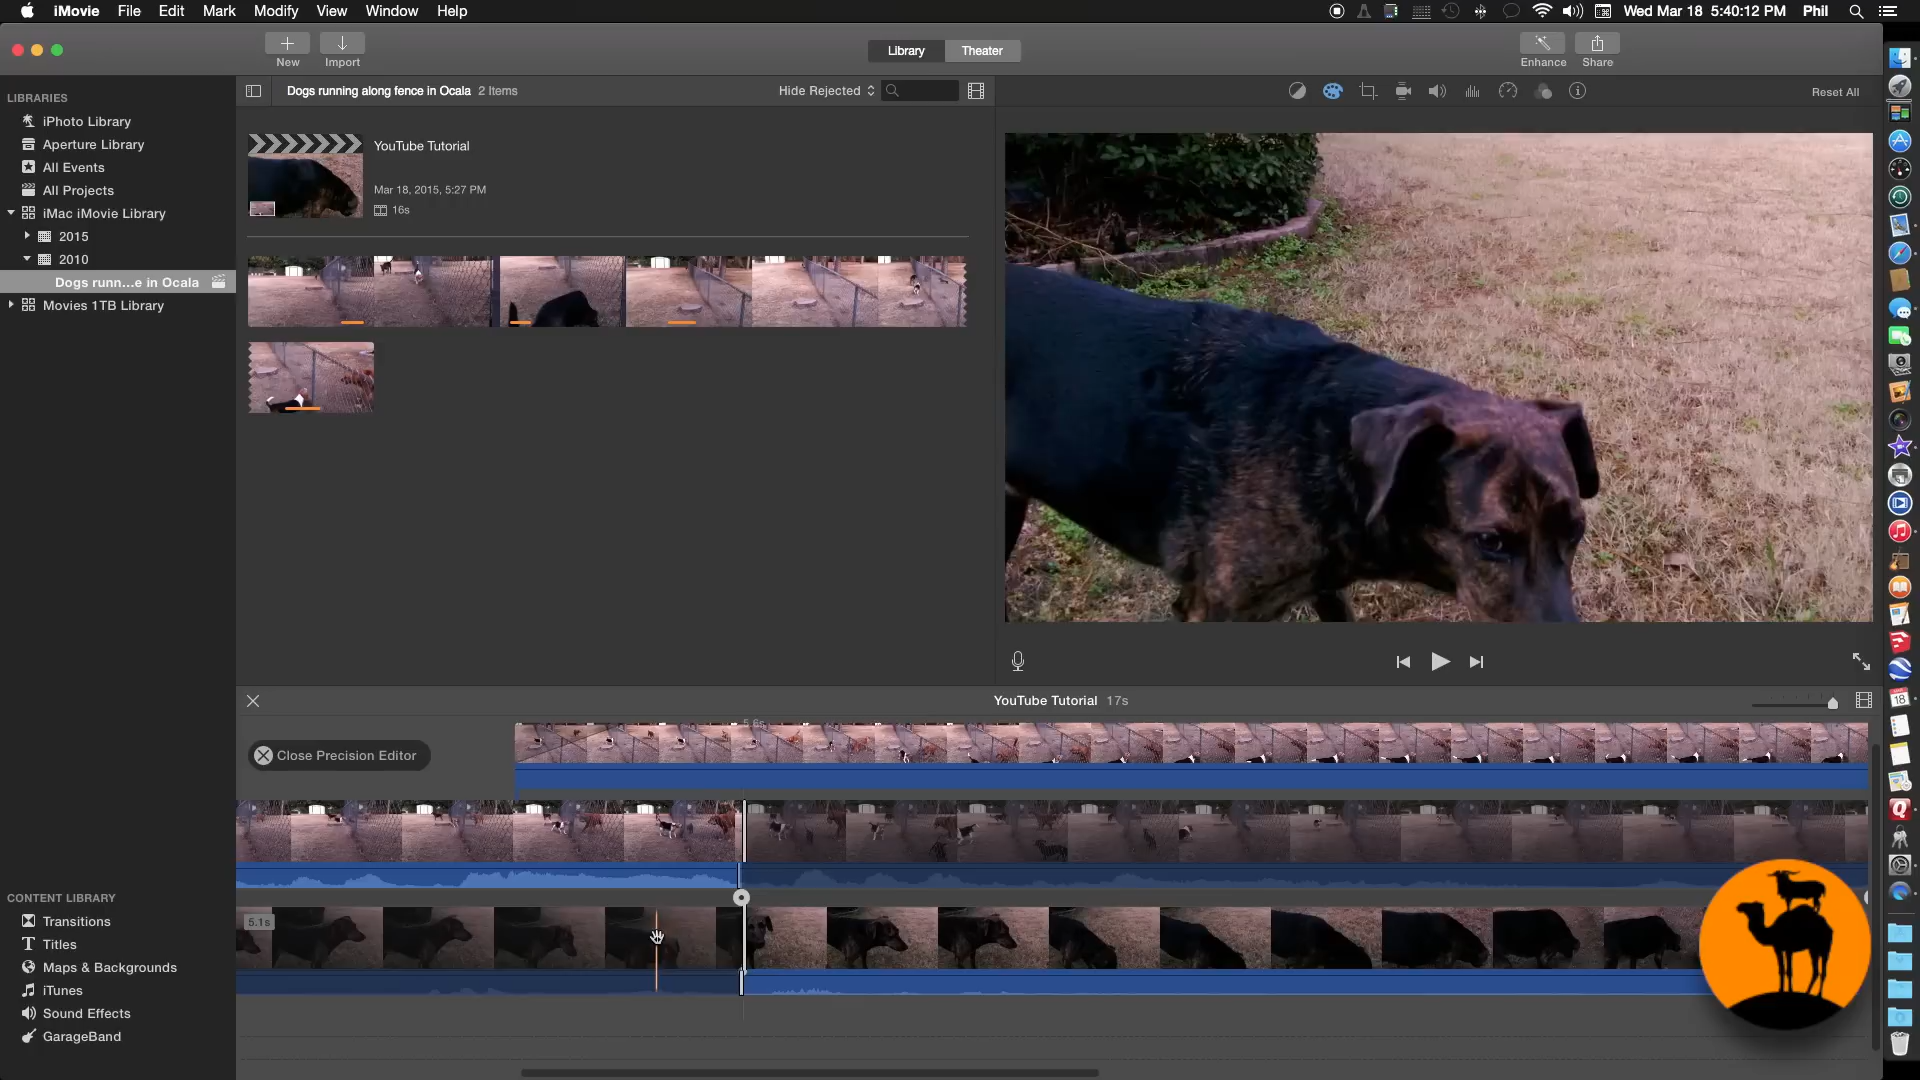 iMovie File Edit Mark Modify View Window Help
Wed Mar 18 5:40:12 PM Phil
New
Import
Library
Theater
Enhance
Share
LIBRARIES
iPhoto Library
Aperture Library
All Events
All Projects
iMac iMovie Library
2015
2010
Dogs runn...e in Ocala
Movies 1TB Library
CONTENT LIBRARY
Transitions
Titles
Maps & Backgrounds
iTunes
Sound Effects
GarageBand
Dogs running along fence in Ocala 2 Items
Hide Rejected
Reset All
YouTube Tutorial
Mar 18, 2015, 5:27 PM
16s
YouTube Tutorial 17s
5.6s
Close Precision Editor
5.1s
18